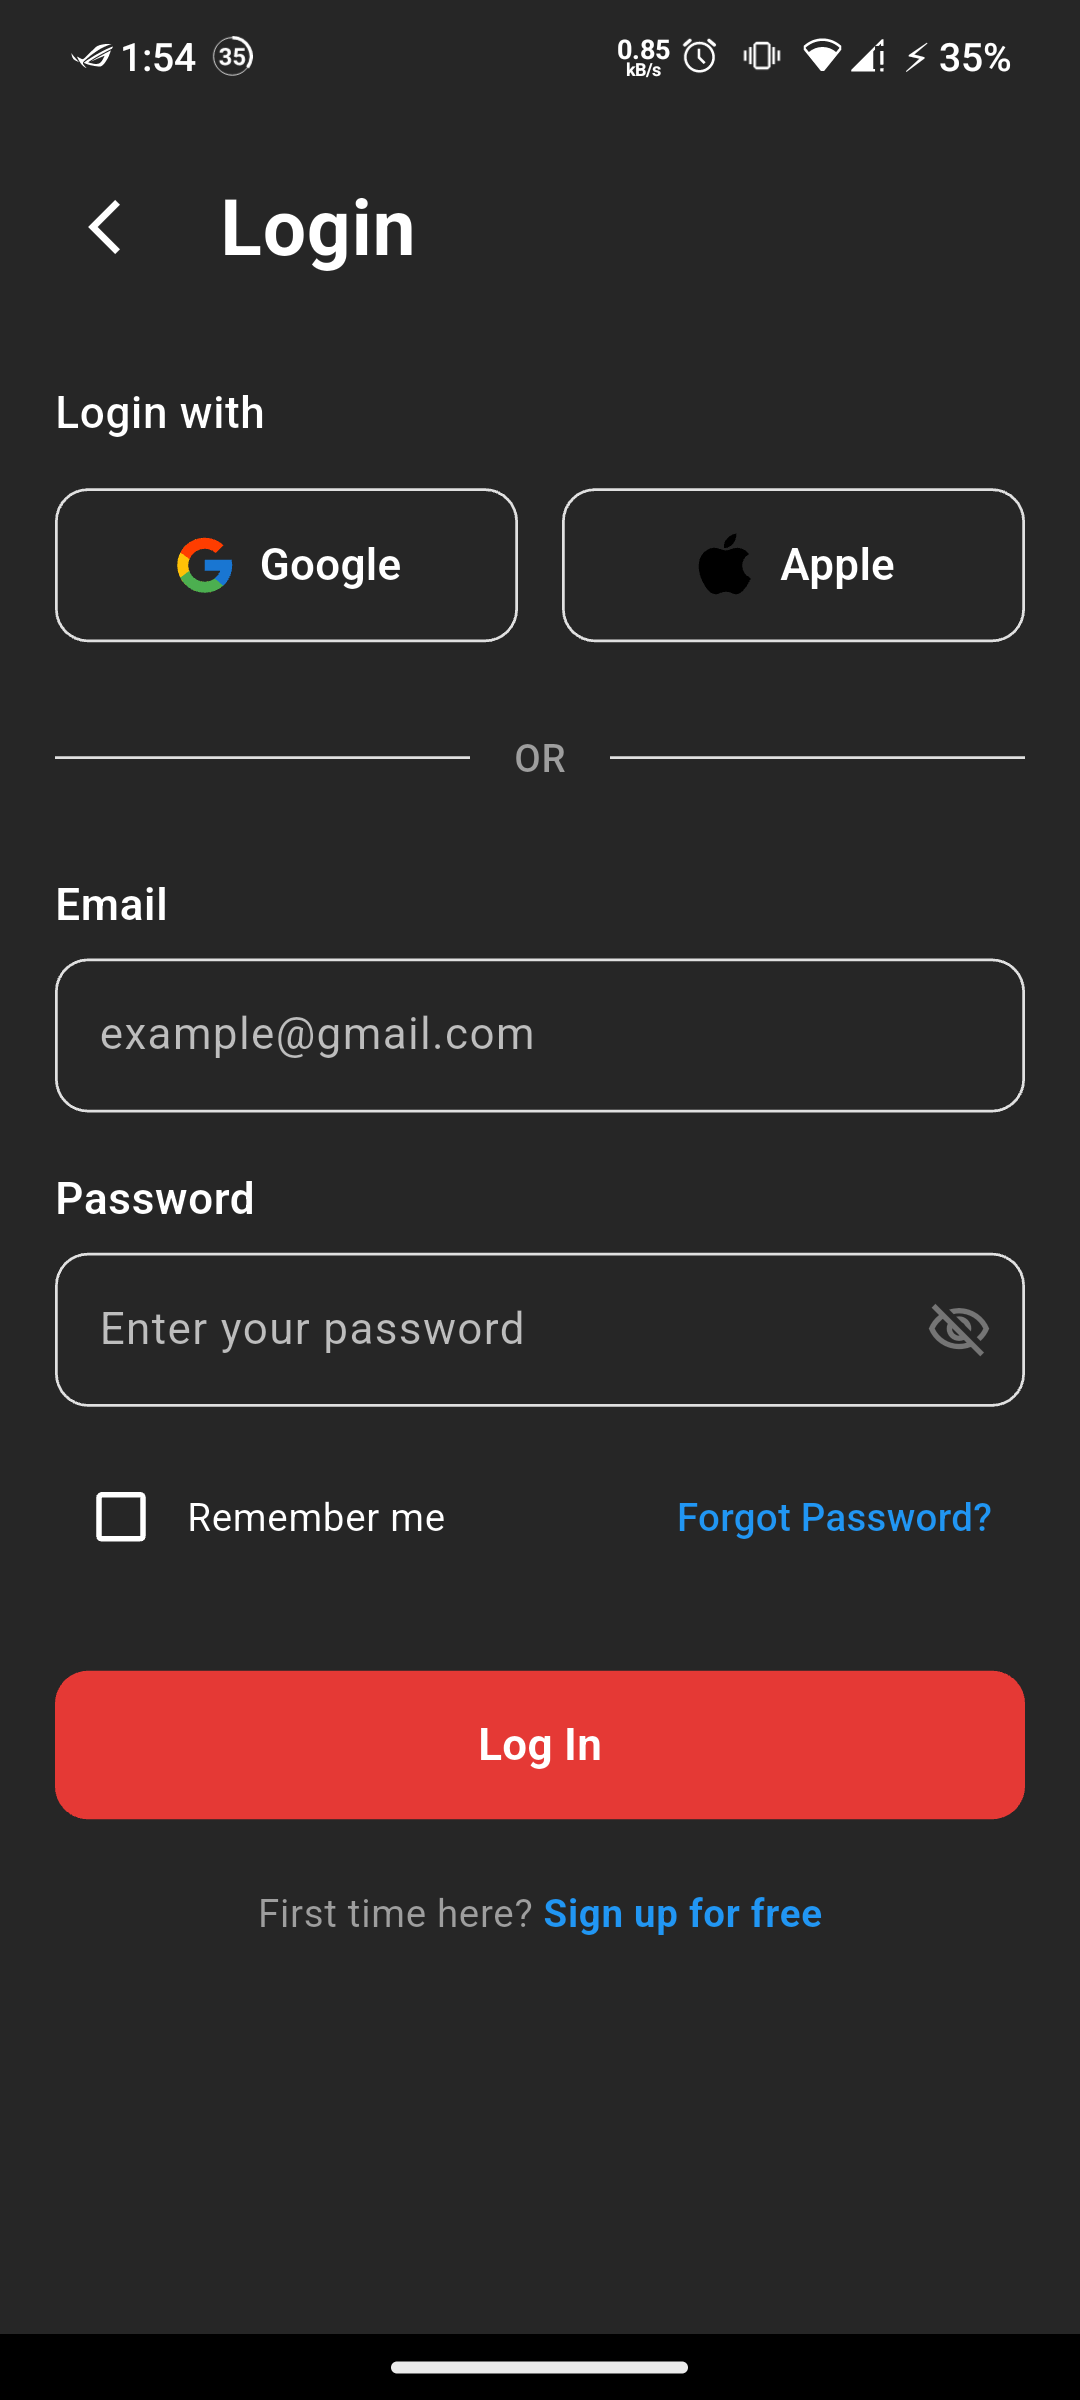 1:54 35 0.85 kB/s 35%
Login
Login with
Google Apple
OR
Email
example@gmail.com
Password
Enter your password
Remember me Forgot Password?
Log In
First time here? Sign up for free